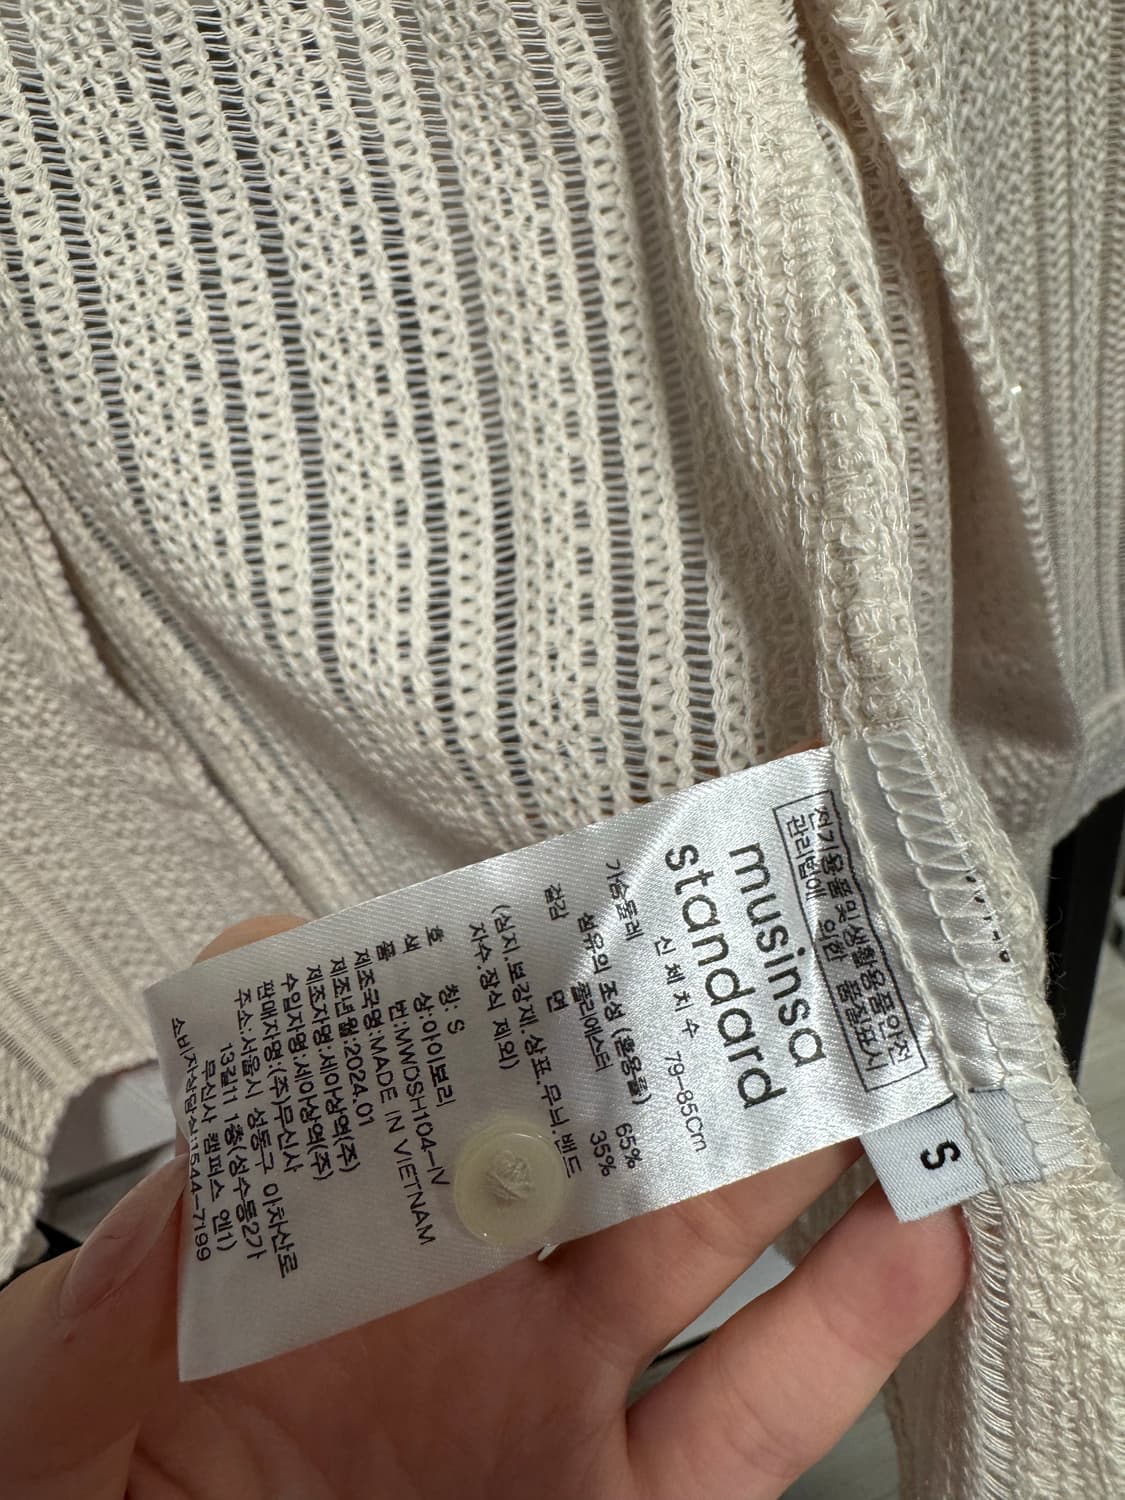 전기용품및생활용품안전
관리법에 의한 품질표시
musinsa
standard
신 체 치 수
가슴둘레 79-85Cm
섬유의 조성 (혼용률)
겉감 폴리에스터 65%
면 35%
(심지.보강제.상표.무늬.밴드
자수.장식 제외)
호 칭: S
색 상:아이보리
품 번:MWDSH104-IV
제조국명:MADE IN VIETNAM
제조년월:2024.01
제조자명:세아상역(주)
수입자명:세아상역(주)
판매자명:(주)무신사
주소:서울시 성동구 아차산로
13길11 1층(성수동2가
무신사 캠퍼스 엔1)
소비자상담실:1544-7199
S